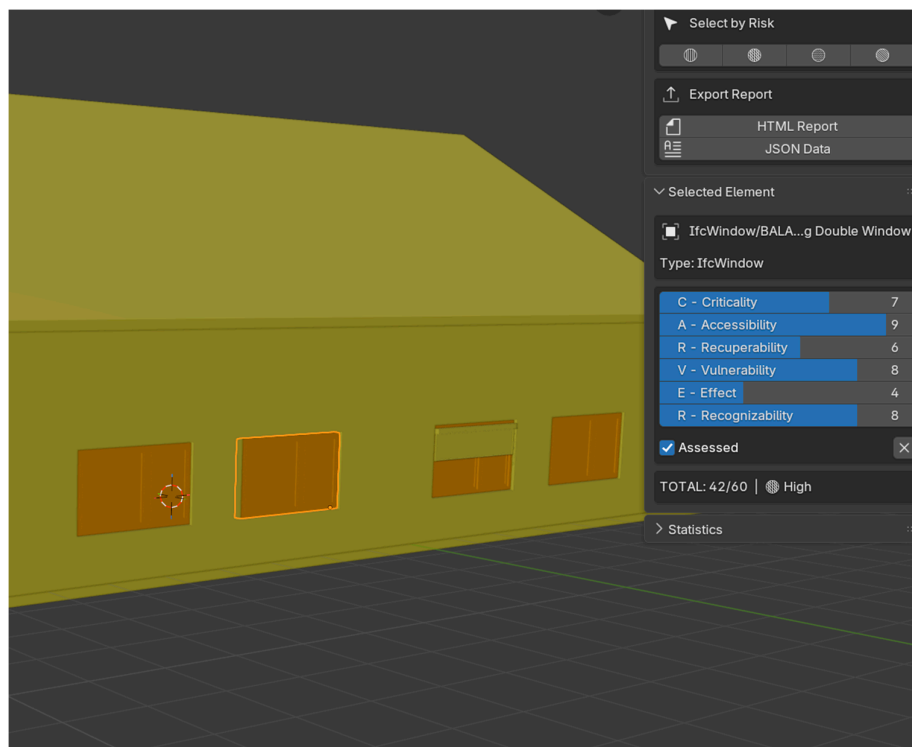 Select by Risk
Export Report
HTML Report
JSON Data
Selected Element
IfcWindow/BALA...g Double Window
Type: IfcWindow
C - Criticality 7
A - Accessibility 9
R - Recuperability 6
V - Vulnerability 8
E - Effect 4
R - Recognizability 8
Assessed
TOTAL: 42/60 | High
Statistics